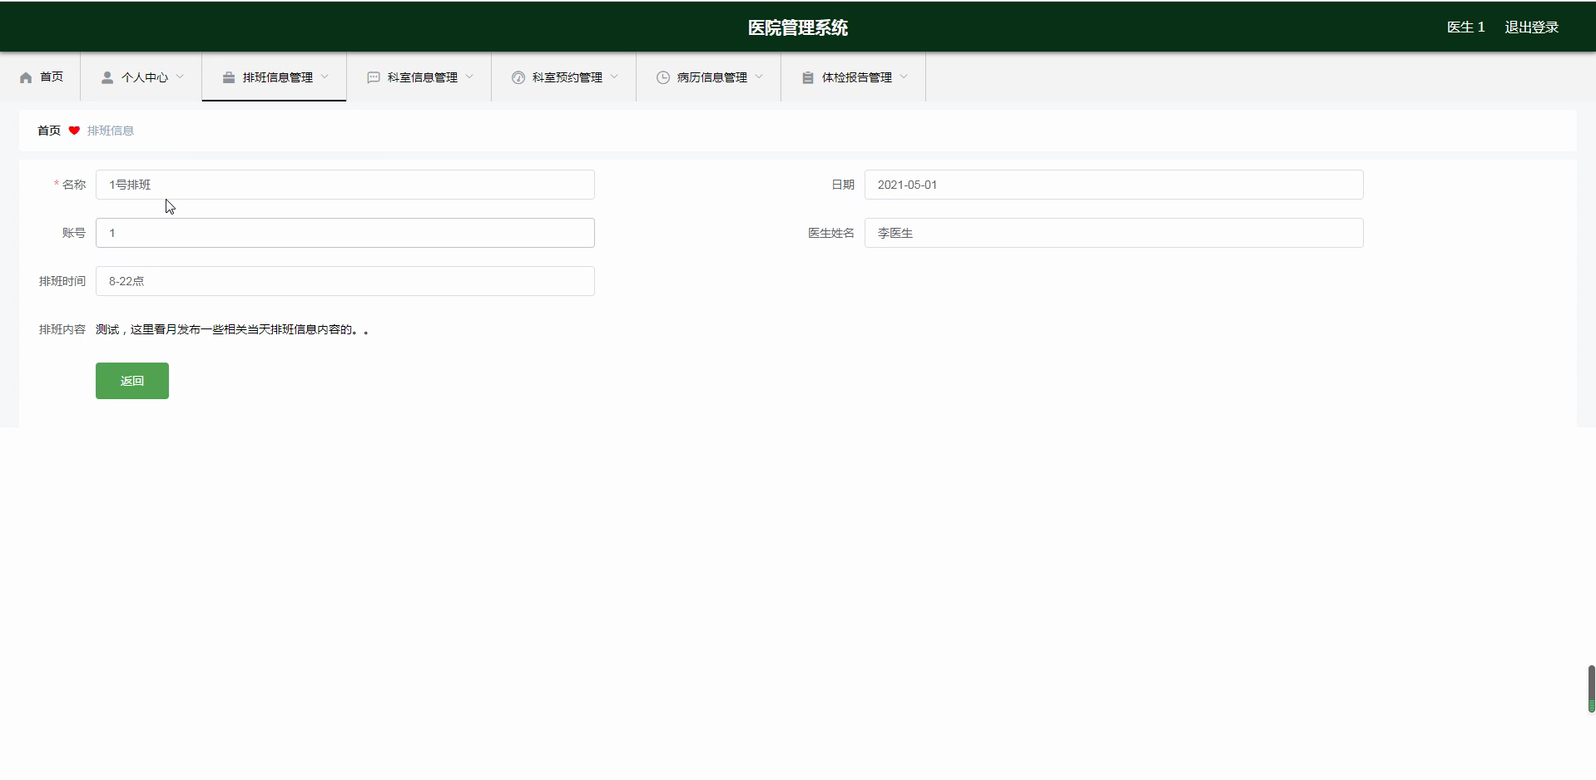 医院管理系统
医生 1 退出登录
首页 个人中心 排班信息管理 科室信息管理 科室预约管理 病历信息管理 体检报告管理
首页 排班信息
* 名称 1号排班 日期 2021-05-01
账号 1 医生姓名 李医生
排班时间 8-22点
排班内容 测试，这里看月发布一些相关当天排班信息内容的。。
返回